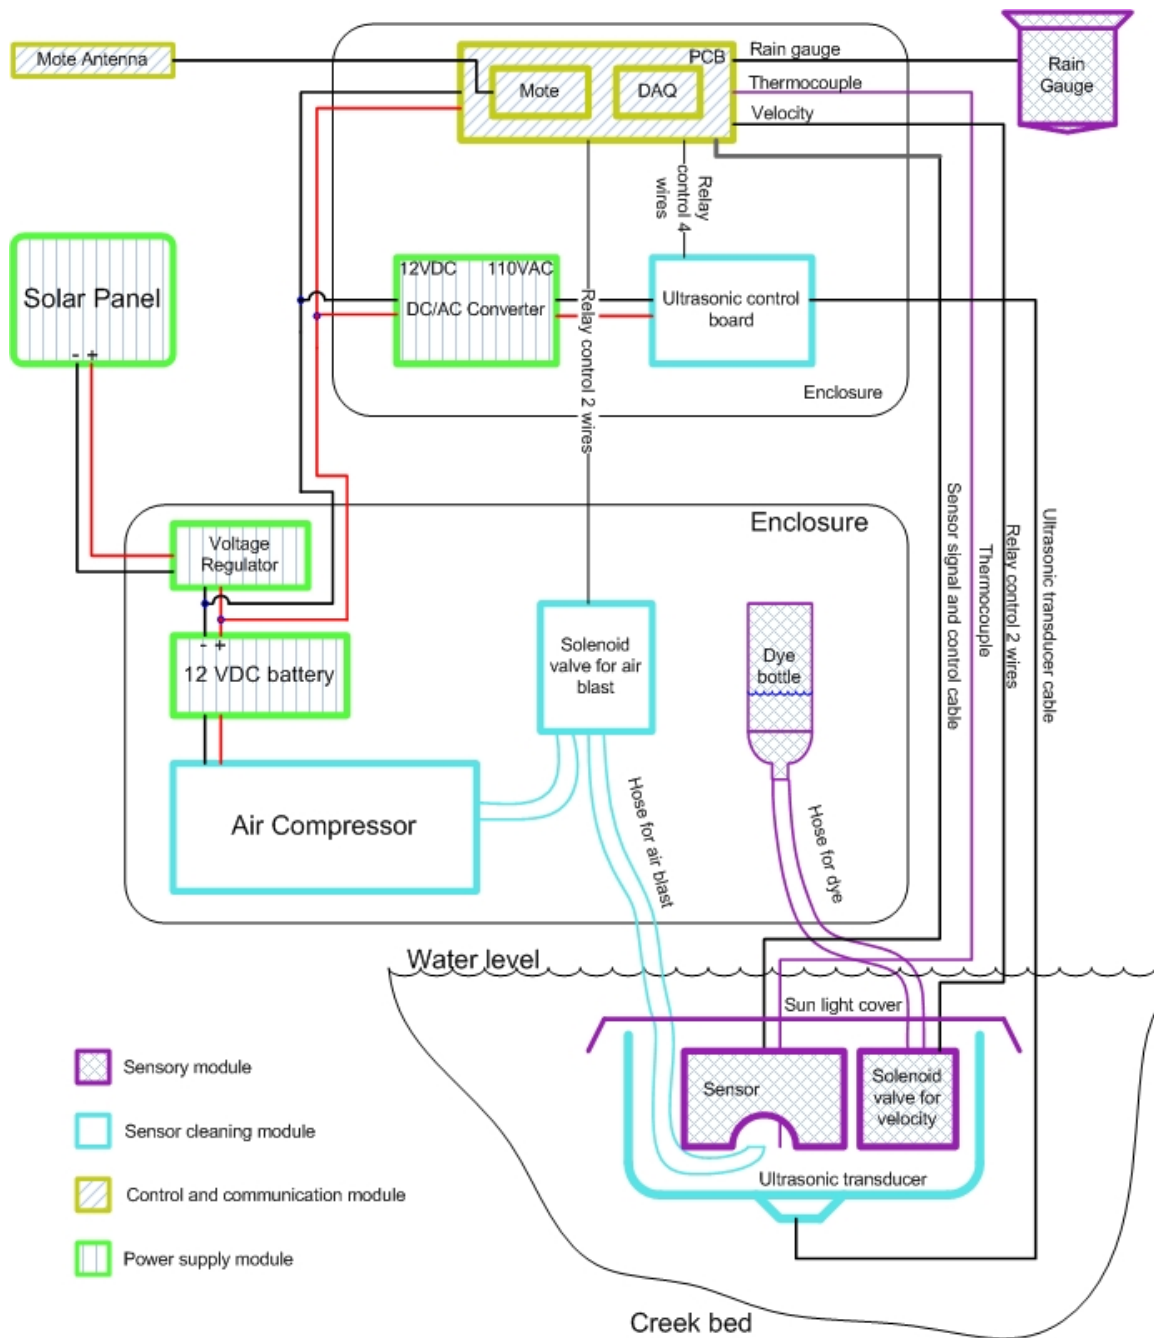 Mote Antenna
PCB
Mote
DAQ
Rain gauge
Thermocouple
Velocity
Rain
Gauge
Relay
control 4
wires
Solar Panel
- +
12VDC 110VAC
DC/AC Converter
Ultrasonic control
board
Relay control 2 wires
Enclosure
Enclosure
Voltage
Regulator
- +
12 VDC battery
Air Compressor
Solenoid
valve for air
blast
Dye
bottle
Hose for air blast
Hose for dye
Sensor signal and control cable
Thermocouple
Relay control 2 wires
Ultrasonic transducer cable
Water level
Sun light cover
Sensor
Solenoid
valve for
velocity
Ultrasonic transducer
Creek bed
Sensory module
Sensor cleaning module
Control and communication module
Power supply module